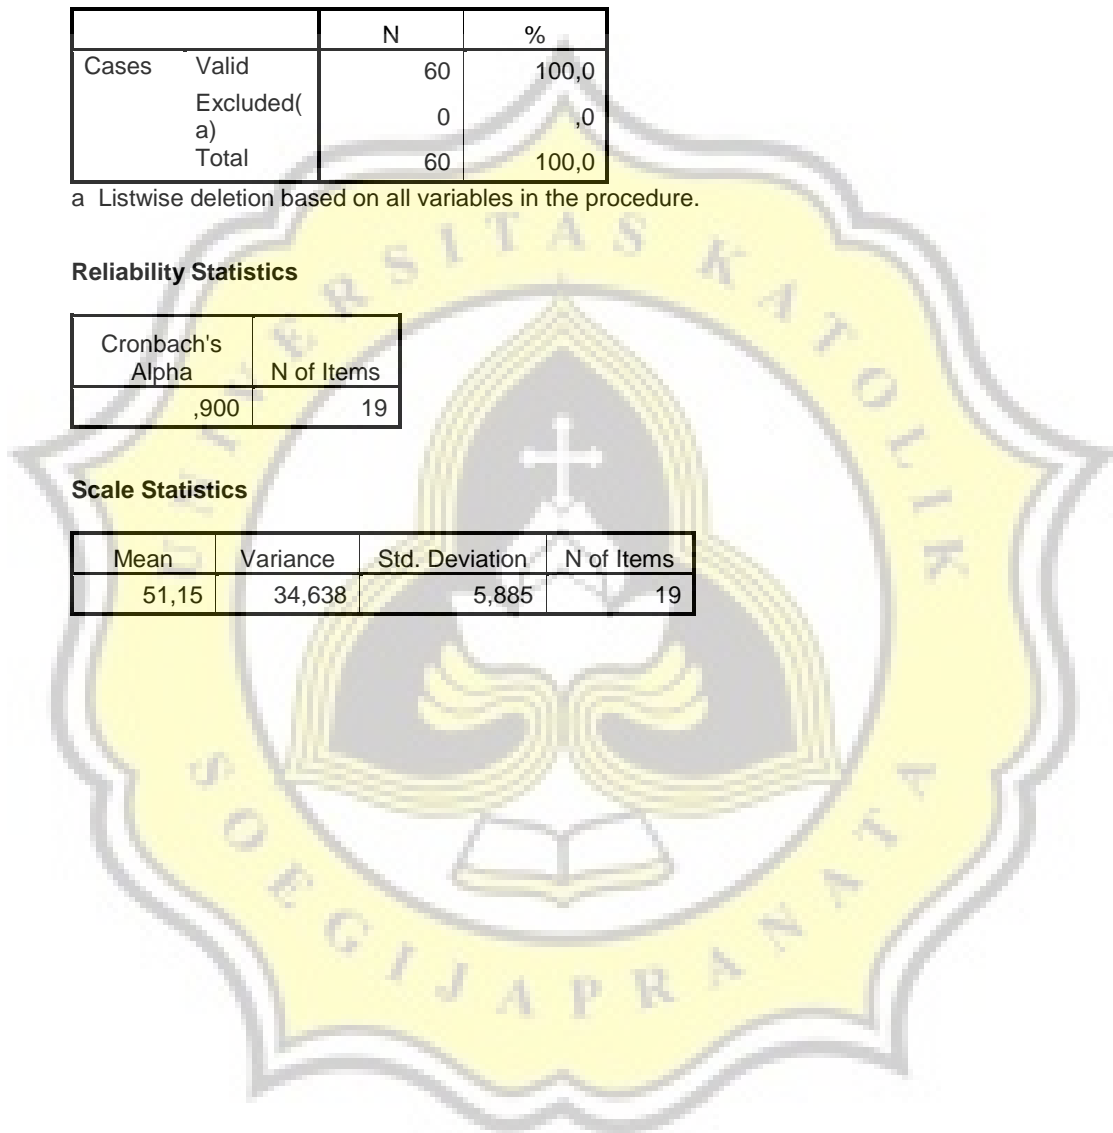 N %
Cases Valid 60 100,0
Excluded(
a) 0 ,0
Total 60 100,0
a Listwise deletion based on all variables in the procedure.
Reliability Statistics
Cronbach's
Alpha N of Items
,900 19
Scale Statistics
Mean Variance Std. Deviation N of Items
51,15 34,638 5,885 19
UNIVERSITAS KATOLIK
SOEGIJAPRANATA